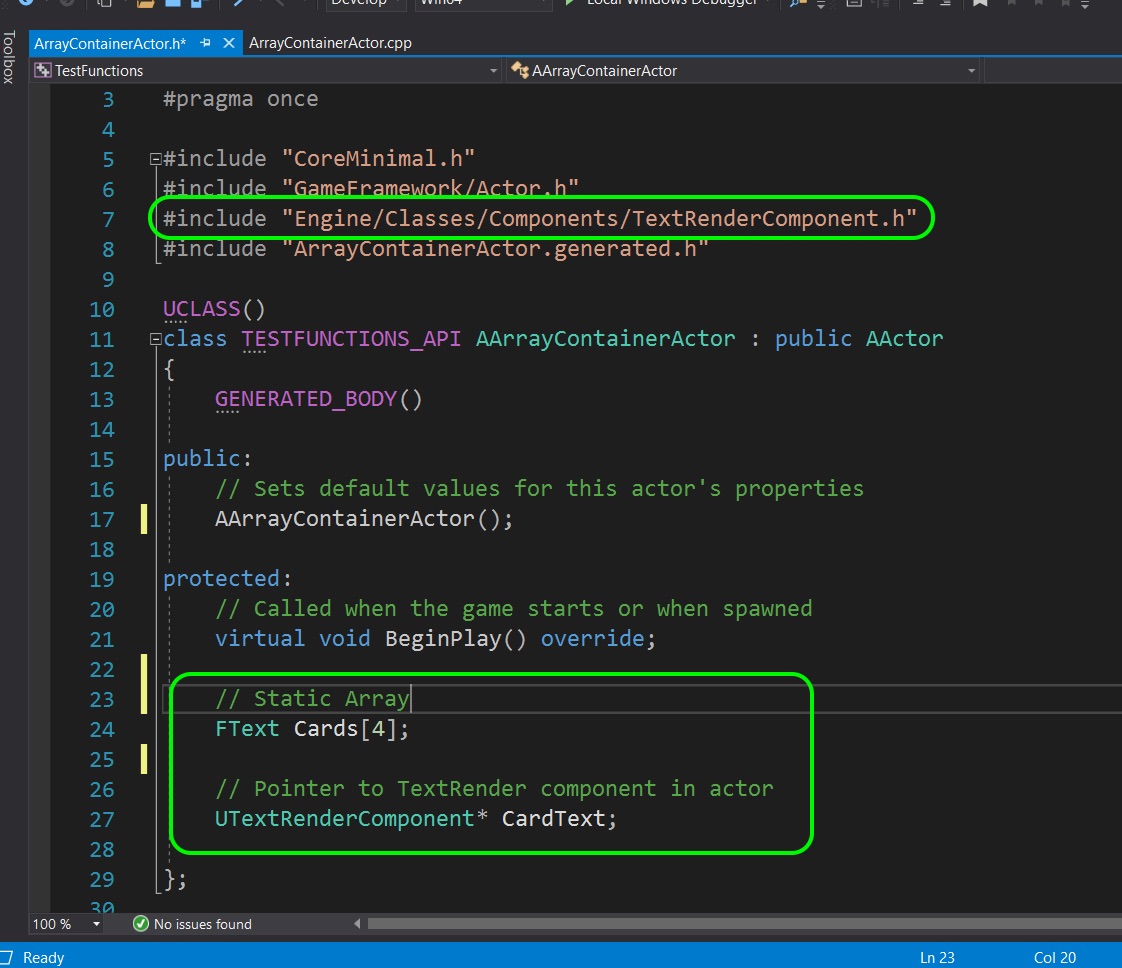 Develop
Win64
Local Windows Debugger
Toolbox
ArrayContainerActor.h*
ArrayContainerActor.cpp
TestFunctions
AArrayContainerActor
3 #pragma once
4
5 #include "CoreMinimal.h"
6 #include "GameFramework/Actor.h"
7 #include "Engine/Classes/Components/TextRenderComponent.h"
8 #include "ArrayContainerActor.generated.h"
9
10 UCLASS()
11 class TESTFUNCTIONS_API AArrayContainerActor : public AActor
12 {
13 GENERATED_BODY()
14
15 public:
16 // Sets default values for this actor's properties
17 AArrayContainerActor();
18
19 protected:
20 // Called when the game starts or when spawned
21 virtual void BeginPlay() override;
22
23 // Static Array
24 FText Cards[4];
25
26 // Pointer to TextRender component in actor
27 UTextRenderComponent* CardText;
28
29 };
30
100 %
No issues found
Ready
Ln 23
Col 20